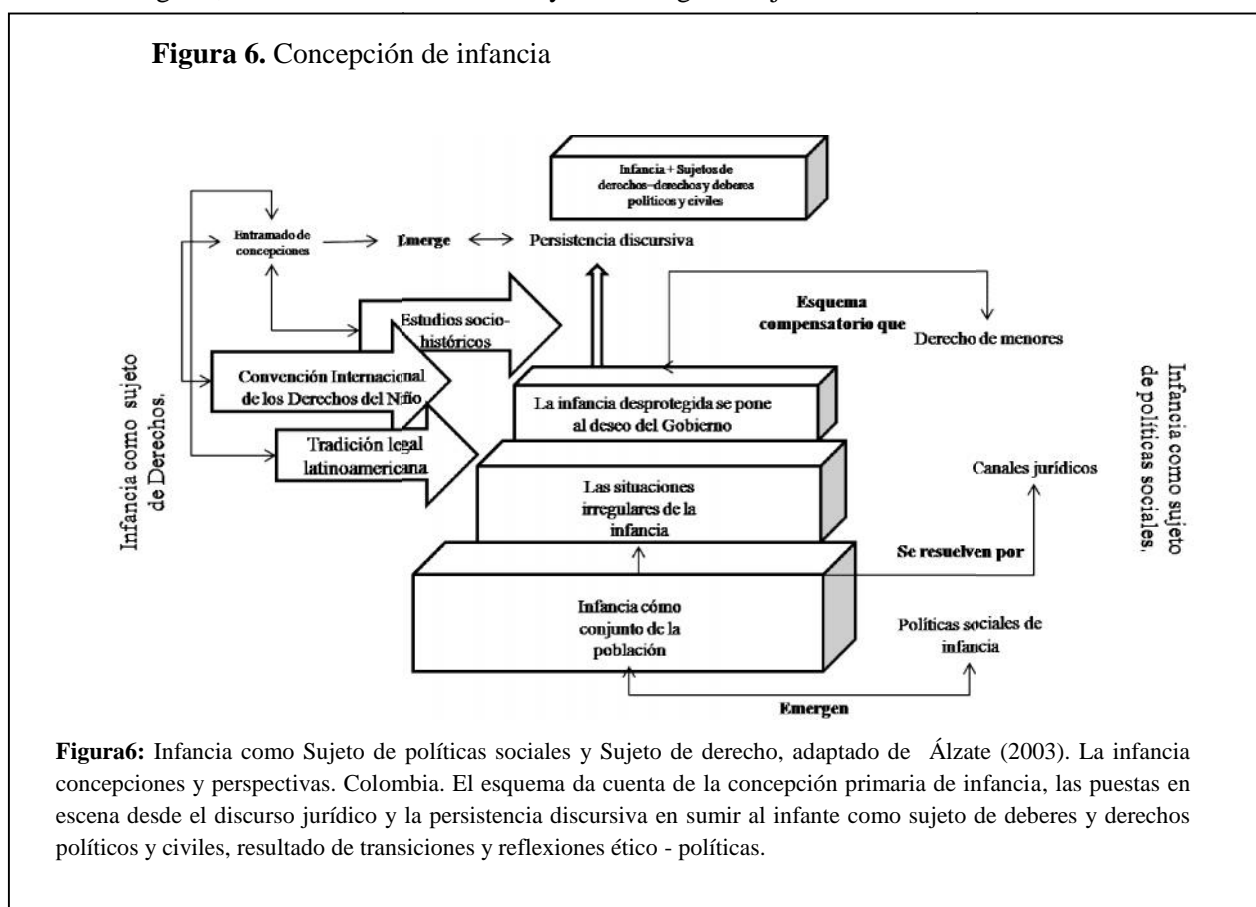 Figura 6. Concepción de infancia
Infancia + Sujetos de
derechos–derechos y deberes
políticos y civiles
Entramado de
concepciones
Emerge
Persistencia discursiva
Esquema
compensatorio que
Derecho de menores
Estudios socio-
históricos
Convención Internacional
de los Derechos del Niño
Tradición legal
latinoamericana
Infancia como sujeto
de Derechos.
La infancia desprotegida se pone
al deseo del Gobierno
Las situaciones
irregulares de la
infancia
Canales jurídicos
Se resuelven por
Infancia cómo
conjunto de la
población
Políticas sociales de
infancia
Emergen
Infancia como sujeto
de políticas sociales.
Figura6: Infancia como Sujeto de políticas sociales y Sujeto de derecho, adaptado de Álzate (2003). La infancia
concepciones y perspectivas. Colombia. El esquema da cuenta de la concepción primaria de infancia, las puestas en
escena desde el discurso jurídico y la persistencia discursiva en sumir al infante como sujeto de deberes y derechos
políticos y civiles, resultado de transiciones y reflexiones ético - políticas.